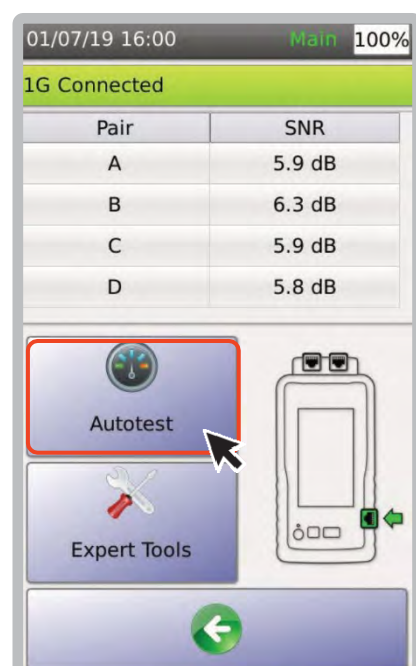 01/07/19 16:00 Main 100%
1G Connected
Pair SNR
A 5.9 dB
B 6.3 dB
C 5.9 dB
D 5.8 dB
Autotest
Expert Tools